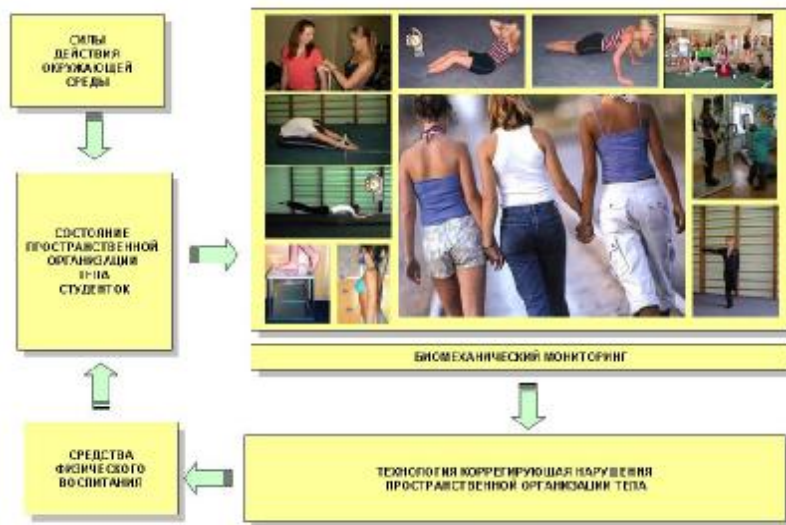 СИЛЫ
ДЕЙСТВИЯ
ОКРУЖАЮЩЕЙ
СРЕДЫ
СОСТОЯНИЕ
ПРОСТРАНСТВЕННОЙ
ОРГАНИЗАЦИИ
ТЕЛА
СТУДЕНТОК
БИОМЕХАНИЧЕСКИЙ МОНИТОРИНГ
СРЕДСТВА
ФИЗИЧЕСКОГО
ВОСПИТАНИЯ
ТЕХНОЛОГИЯ КОРРЕГИРУЮЩАЯ НАРУШЕНИЯ
ПРОСТРАНСТВЕННОЙ ОРГАНИЗАЦИИ ТЕЛА